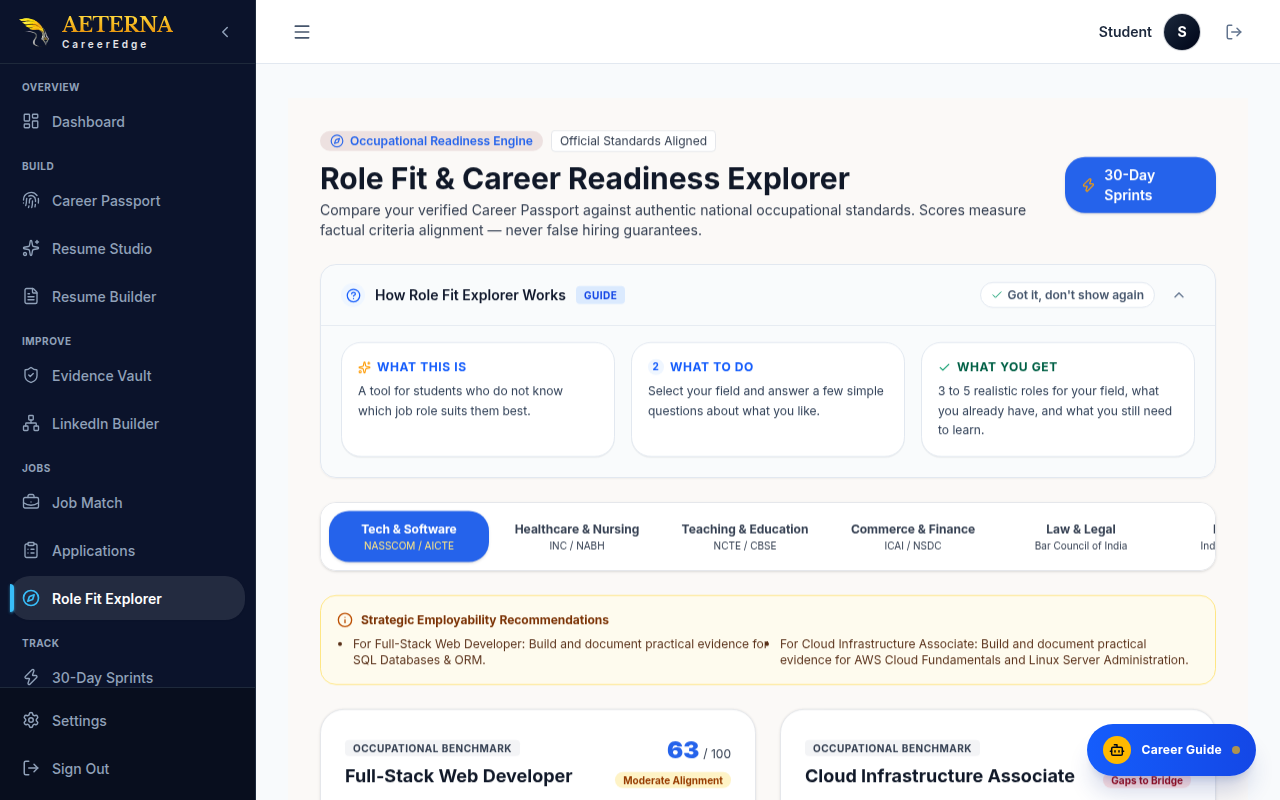 AETERNA
CareerEdge
OVERVIEW
Dashboard
BUILD
Career Passport
Resume Studio
Resume Builder
IMPROVE
Evidence Vault
LinkedIn Builder
JOBS
Job Match
Applications
Role Fit Explorer
TRACK
30-Day Sprints
Settings
Sign Out
Student
S
Occupational Readiness Engine
Official Standards Aligned
Role Fit & Career Readiness Explorer
Compare your verified Career Passport against authentic national occupational standards. Scores measure
factual criteria alignment — never false hiring guarantees.
30-Day
Sprints
How Role Fit Explorer Works
GUIDE
Got it, don't show again
WHAT THIS IS
A tool for students who do not know
which job role suits them best.
2 WHAT TO DO
Select your field and answer a few simple
questions about what you like.
WHAT YOU GET
3 to 5 realistic roles for your field, what
you already have, and what you still need
to learn.
Tech & Software
NASSCOM / AICTE
Healthcare & Nursing
INC / NABH
Teaching & Education
NCTE / CBSE
Commerce & Finance
ICAI / NSDC
Law & Legal
Bar Council of India
Ind
Strategic Employability Recommendations
• For Full-Stack Web Developer: Build and document practical evidence for
SQL Databases & ORM.
• For Cloud Infrastructure Associate: Build and document practical
evidence for AWS Cloud Fundamentals and Linux Server Administration.
OCCUPATIONAL BENCHMARK
Full-Stack Web Developer
63 / 100
Moderate Alignment
OCCUPATIONAL BENCHMARK
Cloud Infrastructure Associate
Gaps to Bridge
Career Guide